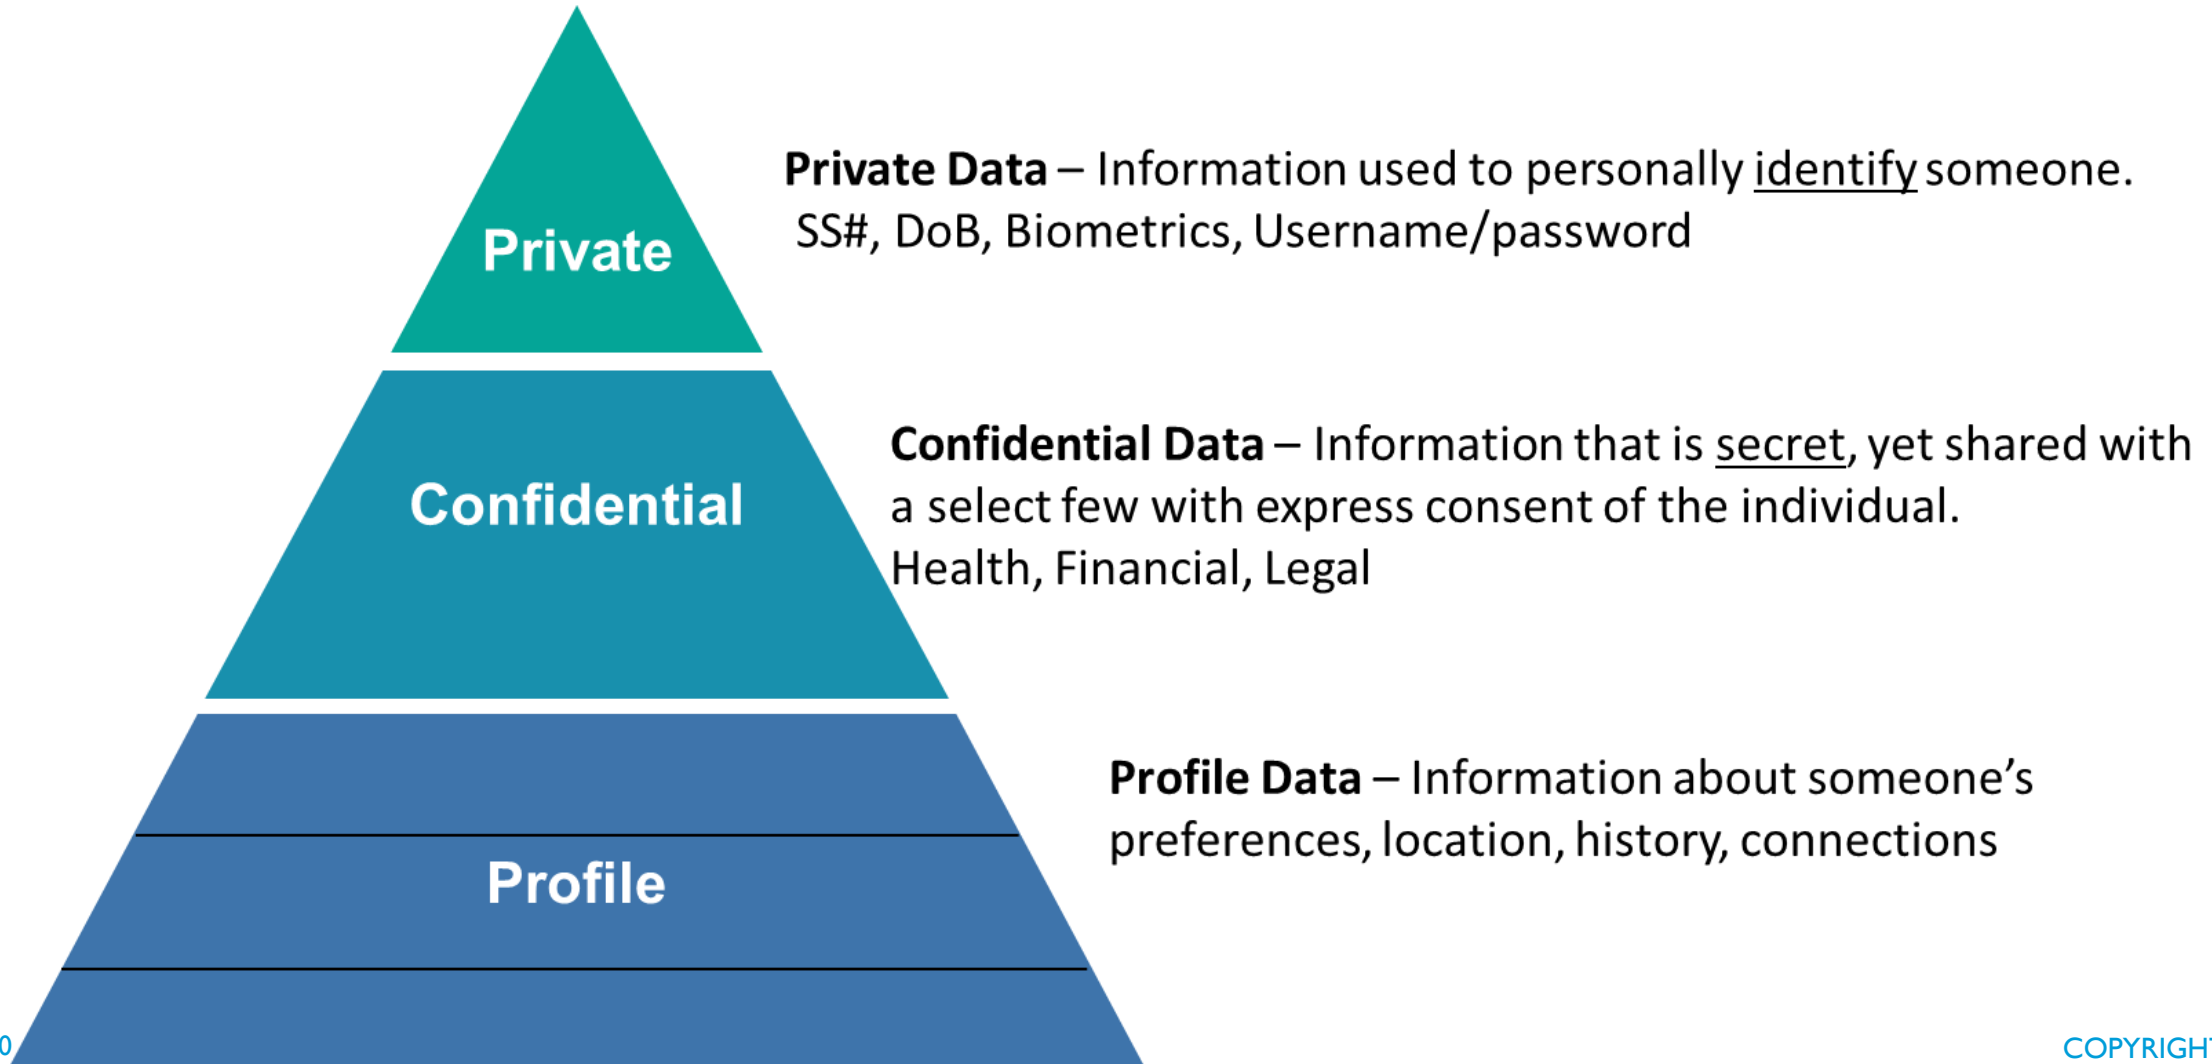 Private
Private Data – Information used to personally identify someone.
SS#, DoB, Biometrics, Username/password
Confidential
Confidential Data – Information that is secret, yet shared with
a select few with express consent of the individual.
Health, Financial, Legal
Profile
Profile Data – Information about someone’s
preferences, location, history, connections
0